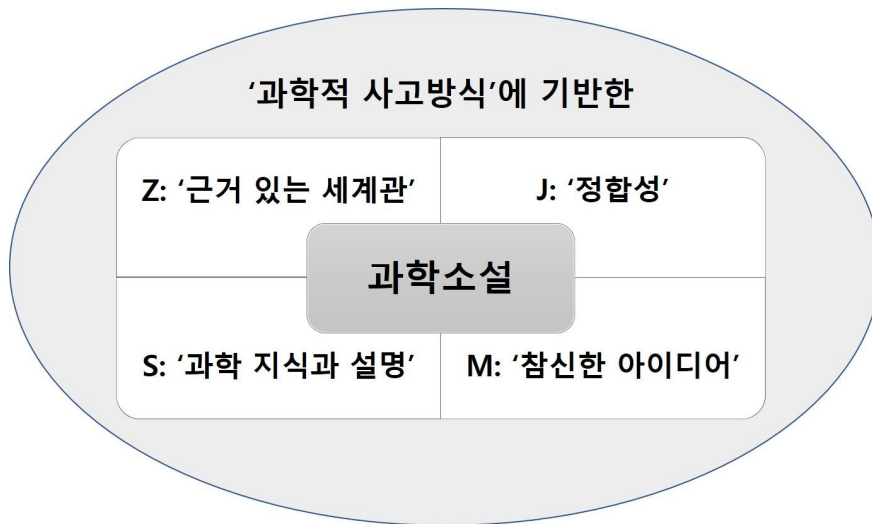 ‘과학적 사고방식’에 기반한
Z: ‘근거 있는 세계관’
J: ‘정합성’
과학소설
S: ‘과학 지식과 설명’
M: ‘참신한 아이디어’